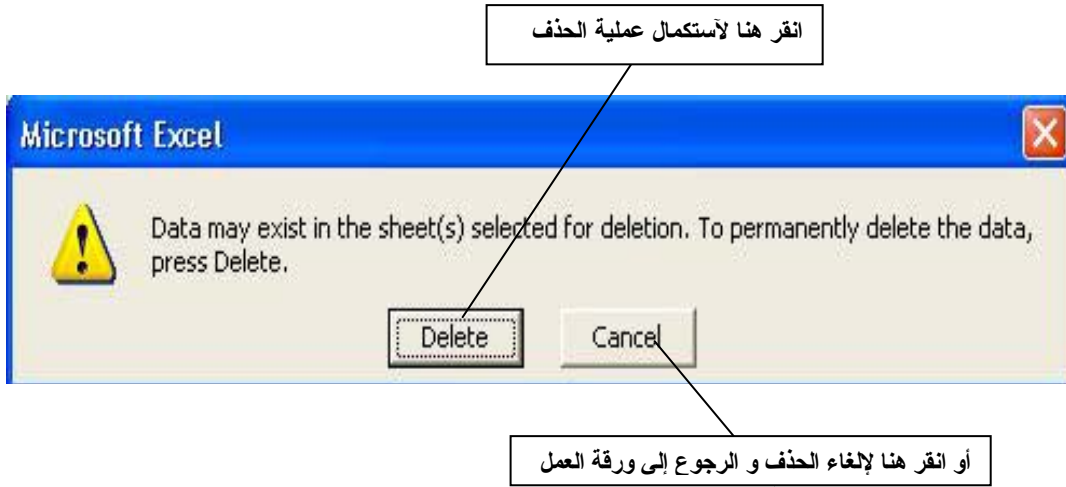 انقر هنا لآستكمال عملية الحذف
Microsoft Excel
Data may exist in the sheet(s) selected for deletion. To permanently delete the data,
press Delete.
Delete Cancel
أو انقر هنا لإلغاء الحذف و الرجوع إلى ورقة العمل